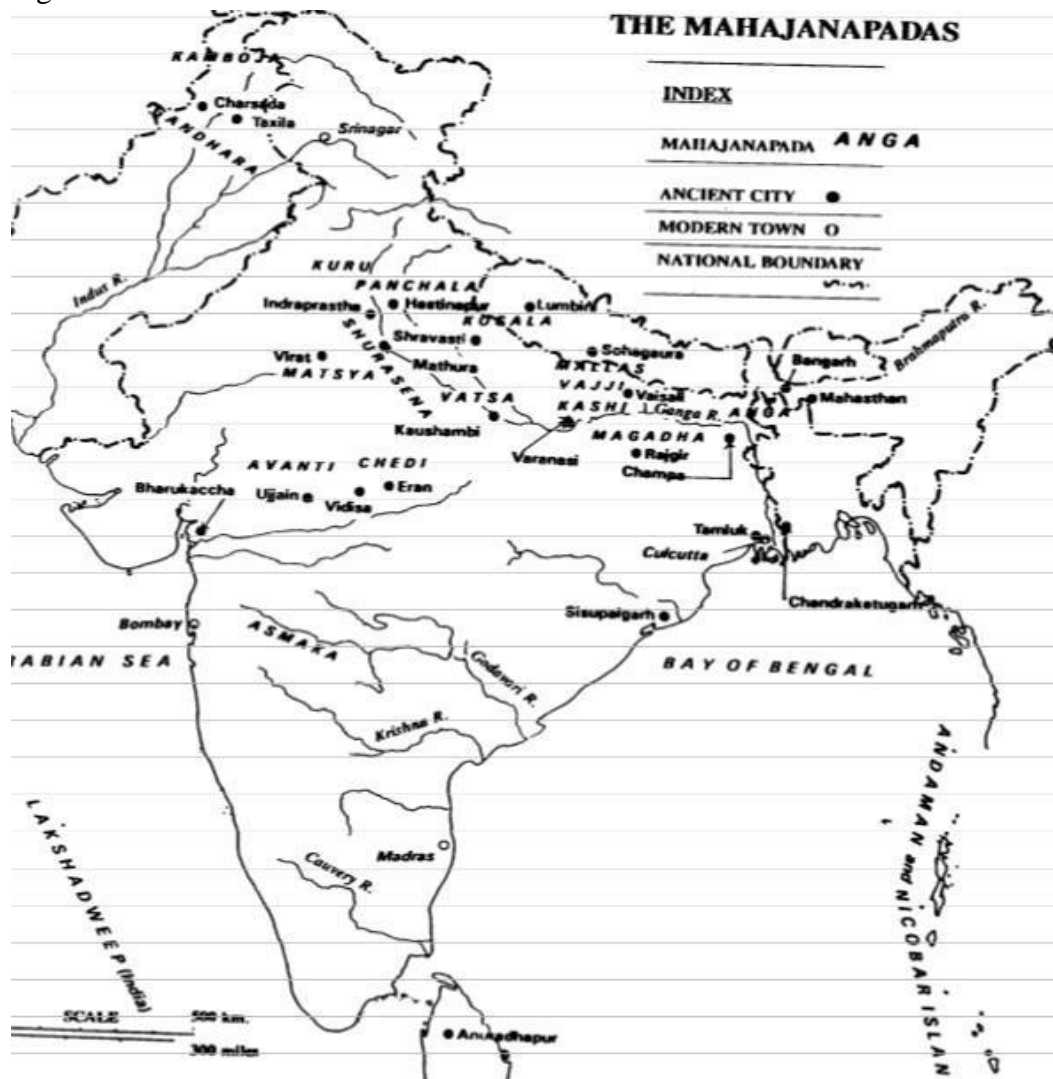 THE MAHAJANAPADAS
INDEX
MAHAJANAPADA ANGA
ANCIENT CITY
MODERN TOWN O
NATIONAL BOUNDARY
KAMBOJA
Charsada
Taxila
GANDHARA
Srinagar
Indus R.
KURU
PANCHALA
Indraprastha
Hastinapur
Lumbini
KOSALA
SHURASENA
Shravasti
Sohagaura
Bangarh
Brahmaputra R.
Virat
Mathura
MALLAS
MATSYA
VAJJI
Vaisali
Mahasthan
VATSA
KASHI
Ganga R.
ANGA
Kaushambi
MAGADHA
Varanasi
Rajgir
Champa
AVANTI CHEDI
Bharukaccha
Ujjain
Eran
Vidisa
Tamluk
Culcutta
Chandraketugarh
Sisupalgarh
Bombay
ASMAKA
RABIAN SEA
BAY OF BENGAL
Godavari R.
Krishna R.
Madras
Cauvery R.
LAKSHADWEEP (India)
ANDAMAN and NICOBAR ISLAN
SCALE
500 km.
300 miles
Anuradhapur